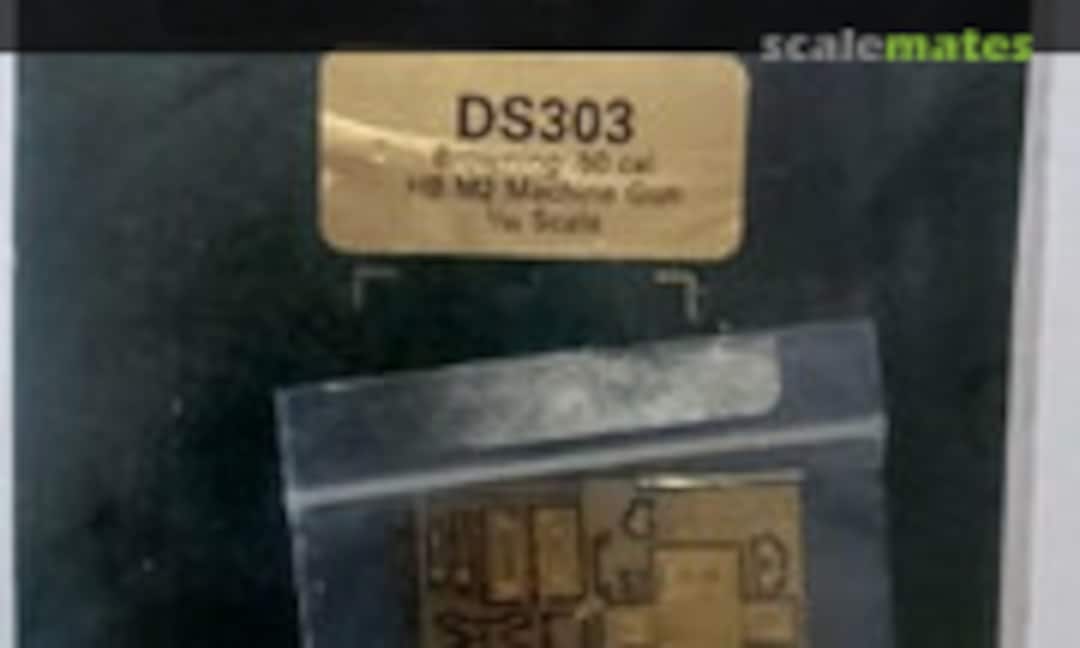 scalemates
DS303
.50 cal
HB M2 Machine Gun
Scale